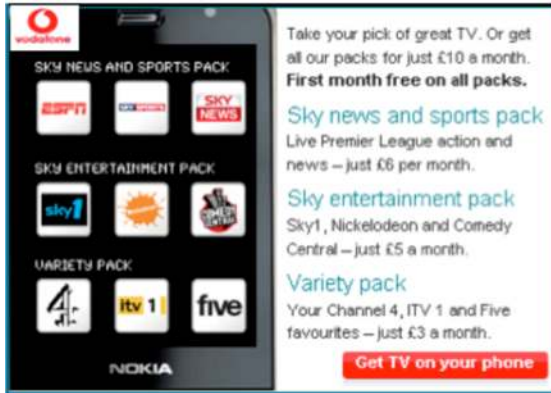 vodafone
SKY NEWS AND SPORTS PACK
ESPN
SKY SPORTS
SKY
NEWS
SKY ENTERTAINMENT PACK
sky1
COMEDY
CENTRAL
VARIETY PACK
4
itv 1
five
NOKIA
Take your pick of great TV. Or get
all our packs for just £10 a month.
First month free on all packs.
Sky news and sports pack
Live Premier League action and
news – just £6 per month.
Sky entertainment pack
Sky1, Nickelodeon and Comedy
Central – just £5 a month.
Variety pack
Your Channel 4, ITV 1 and Five
favourites – just £3 a month.
Get TV on your phone